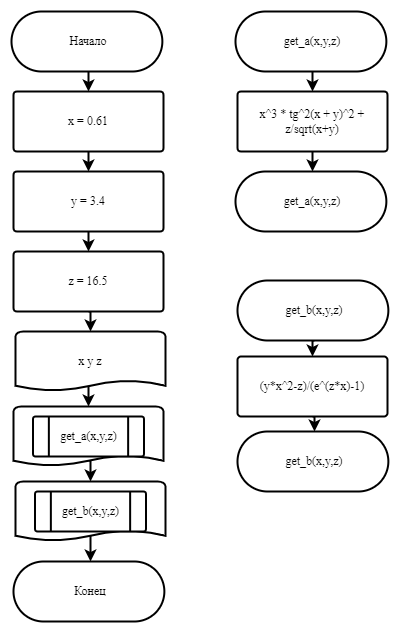 Начало
x = 0.61
y = 3.4
z = 16.5
x y z
get_a(x,y,z)
get_b(x,y,z)
Конец
get_a(x,y,z)
x^3 * tg^2(x + y)^2 +
z/sqrt(x+y)
get_a(x,y,z)
get_b(x,y,z)
(y*x^2-z)/(e^(z*x)-1)
get_b(x,y,z)